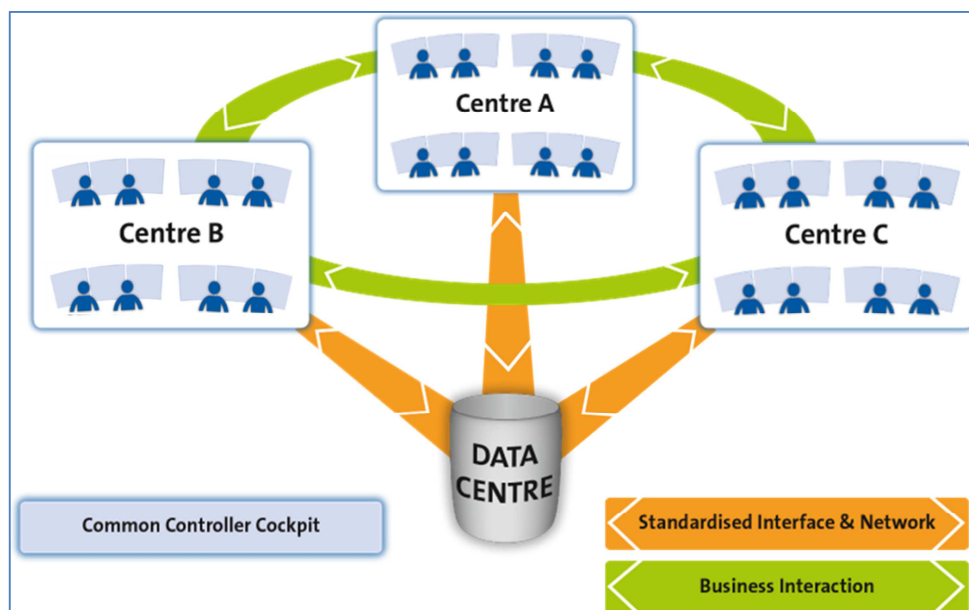 Centre A
Centre B
Centre C
DATA
CENTRE
Common Controller Cockpit
Standardised Interface & Network
Business Interaction